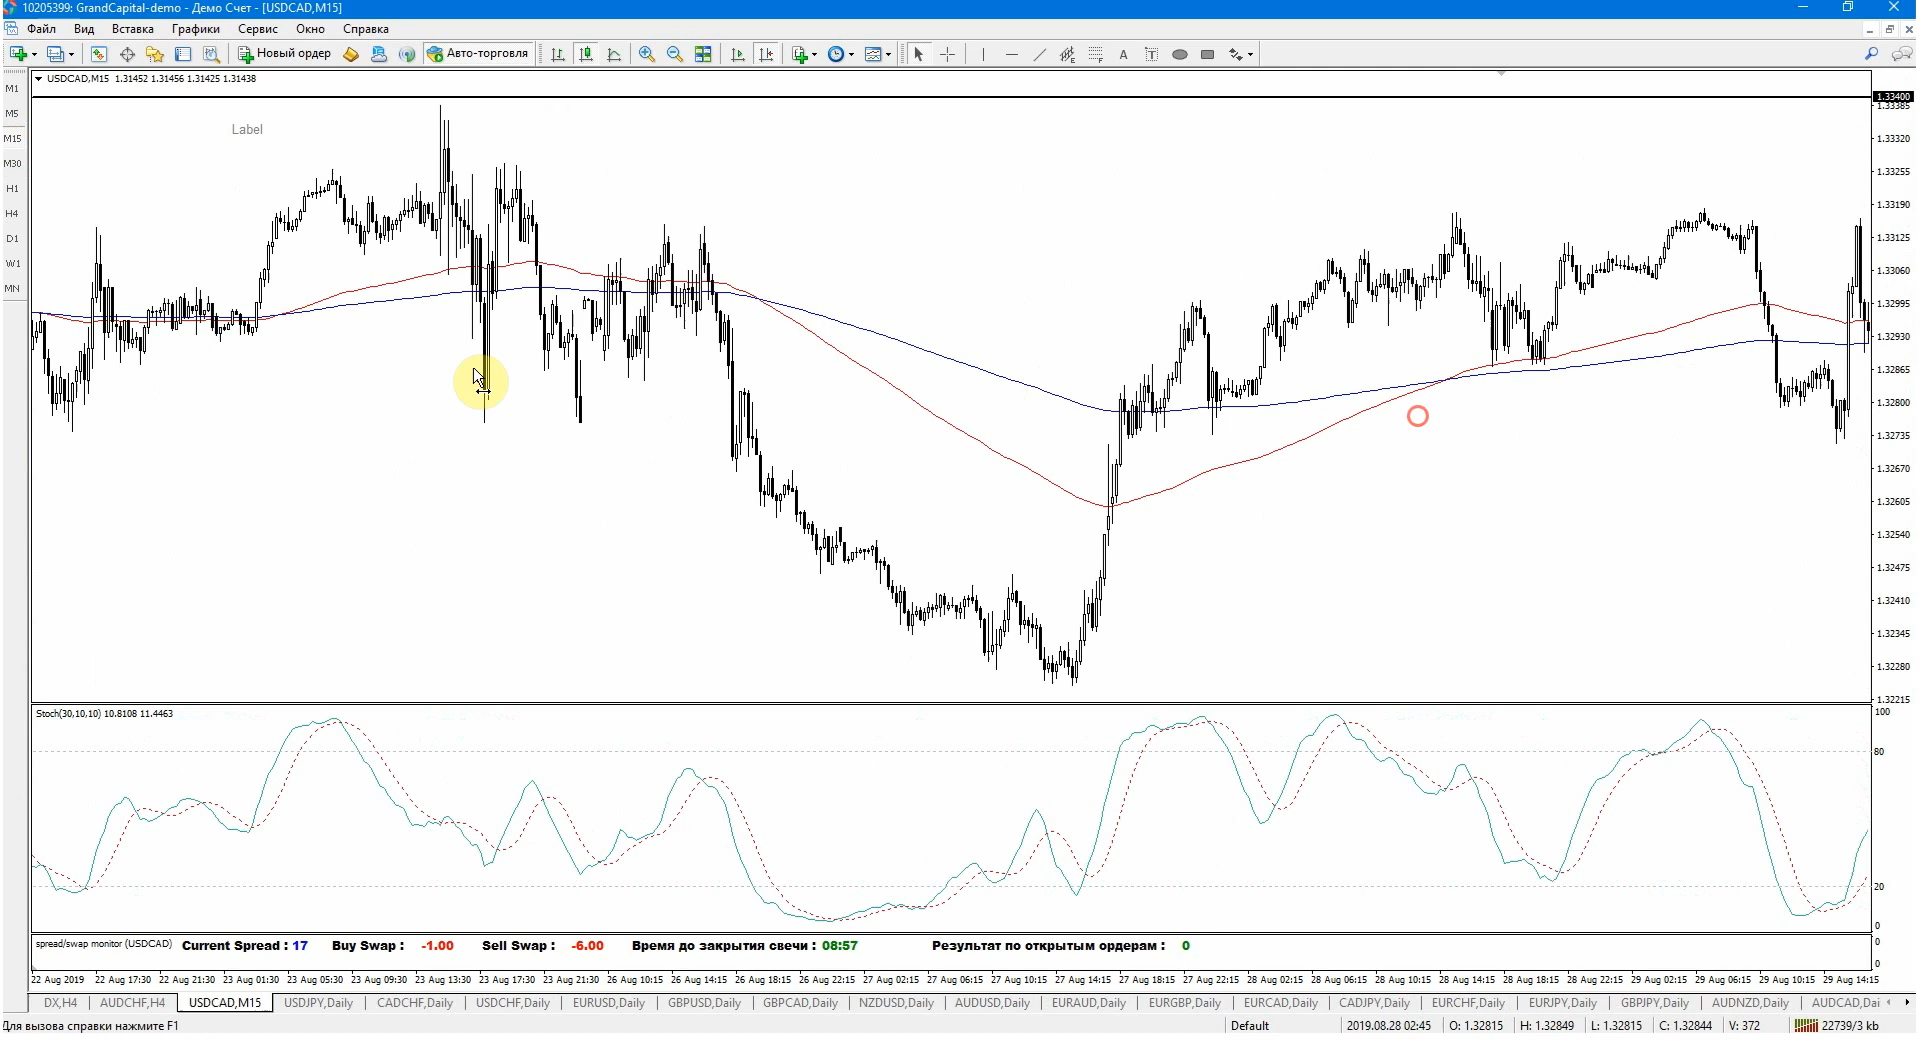 10205399: GrandCapital-demo - Демо Счет - [USDCAD,M15]
Файл Вид Вставка Графики Сервис Окно Справка
Новый ордер Авто-торговля A T
M1
M5
M15
M30
H1
H4
D1
W1
MN
USDCAD,M15 1.31452 1.31456 1.31425 1.31438
Label
1.33400
1.33385
1.33320
1.33255
1.33190
1.33125
1.33060
1.32995
1.32930
1.32865
1.32800
1.32735
1.32670
1.32605
1.32540
1.32475
1.32410
1.32345
1.32280
1.32215
Stoch(30,10,10) 10.8108 11.4463
100
80
20
0
spread/swap monitor (USDCAD) Current Spread : 17 Buy Swap : -1.00 Sell Swap : -6.00 Время до закрытия свечи : 08:57 Результат по открытым ордерам : 0
0
0
22 Aug 2019 22 Aug 17:30 22 Aug 21:30 23 Aug 01:30 23 Aug 05:30 23 Aug 09:30 23 Aug 13:30 23 Aug 17:30 23 Aug 21:30 26 Aug 10:15 26 Aug 14:15 26 Aug 18:15 26 Aug 22:15 27 Aug 02:15 27 Aug 06:15 27 Aug 10:15 27 Aug 14:15 27 Aug 18:15 27 Aug 22:15 28 Aug 02:15 28 Aug 06:15 28 Aug 10:15 28 Aug 14:15 28 Aug 18:15 28 Aug 22:15 29 Aug 02:15 29 Aug 06:15 29 Aug 10:15 29 Aug 14:15
DX,H4 AUDCHF,H4 USDCAD,M15 USDJPY,Daily CADCHF,Daily USDCHF,Daily EURUSD,Daily GBPUSD,Daily GBPCAD,Daily NZDUSD,Daily AUDUSD,Daily EURAUD,Daily EURGBP,Daily EURCAD,Daily CADJPY,Daily EURCHF,Daily EURJPY,Daily GBPJPY,Daily AUDNZD,Daily AUDCAD,Dai
Для вызова справки нажмите F1 Default 2019.08.28 02:45 O: 1.32815 H: 1.32849 L: 1.32815 C: 1.32844 V: 372 22739/3 kb